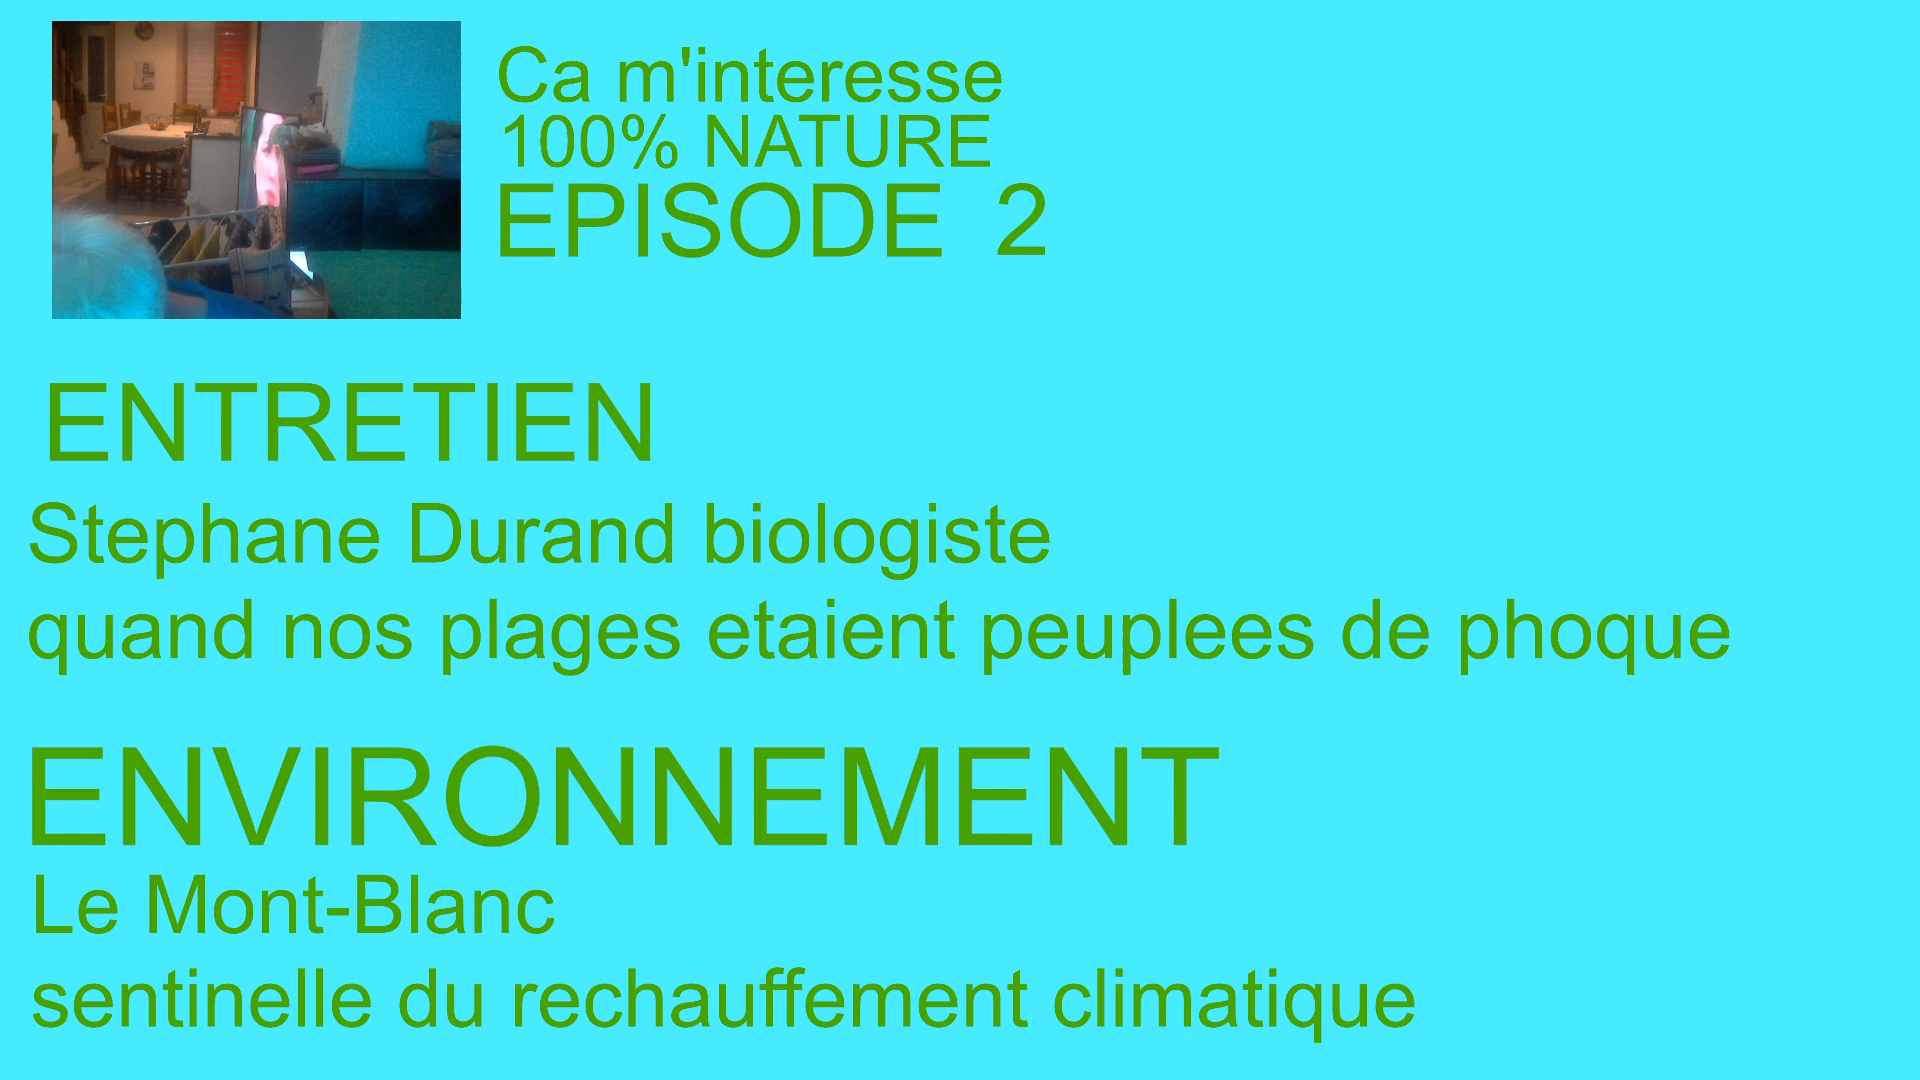 Ca m'interesse
100% NATURE
EPISODE 2
ENTRETIEN
Stephane Durand biologiste
quand nos plages etaient peuplees de phoque
ENVIRONNEMENT
Le Mont-Blanc
sentinelle du rechauffement climatique